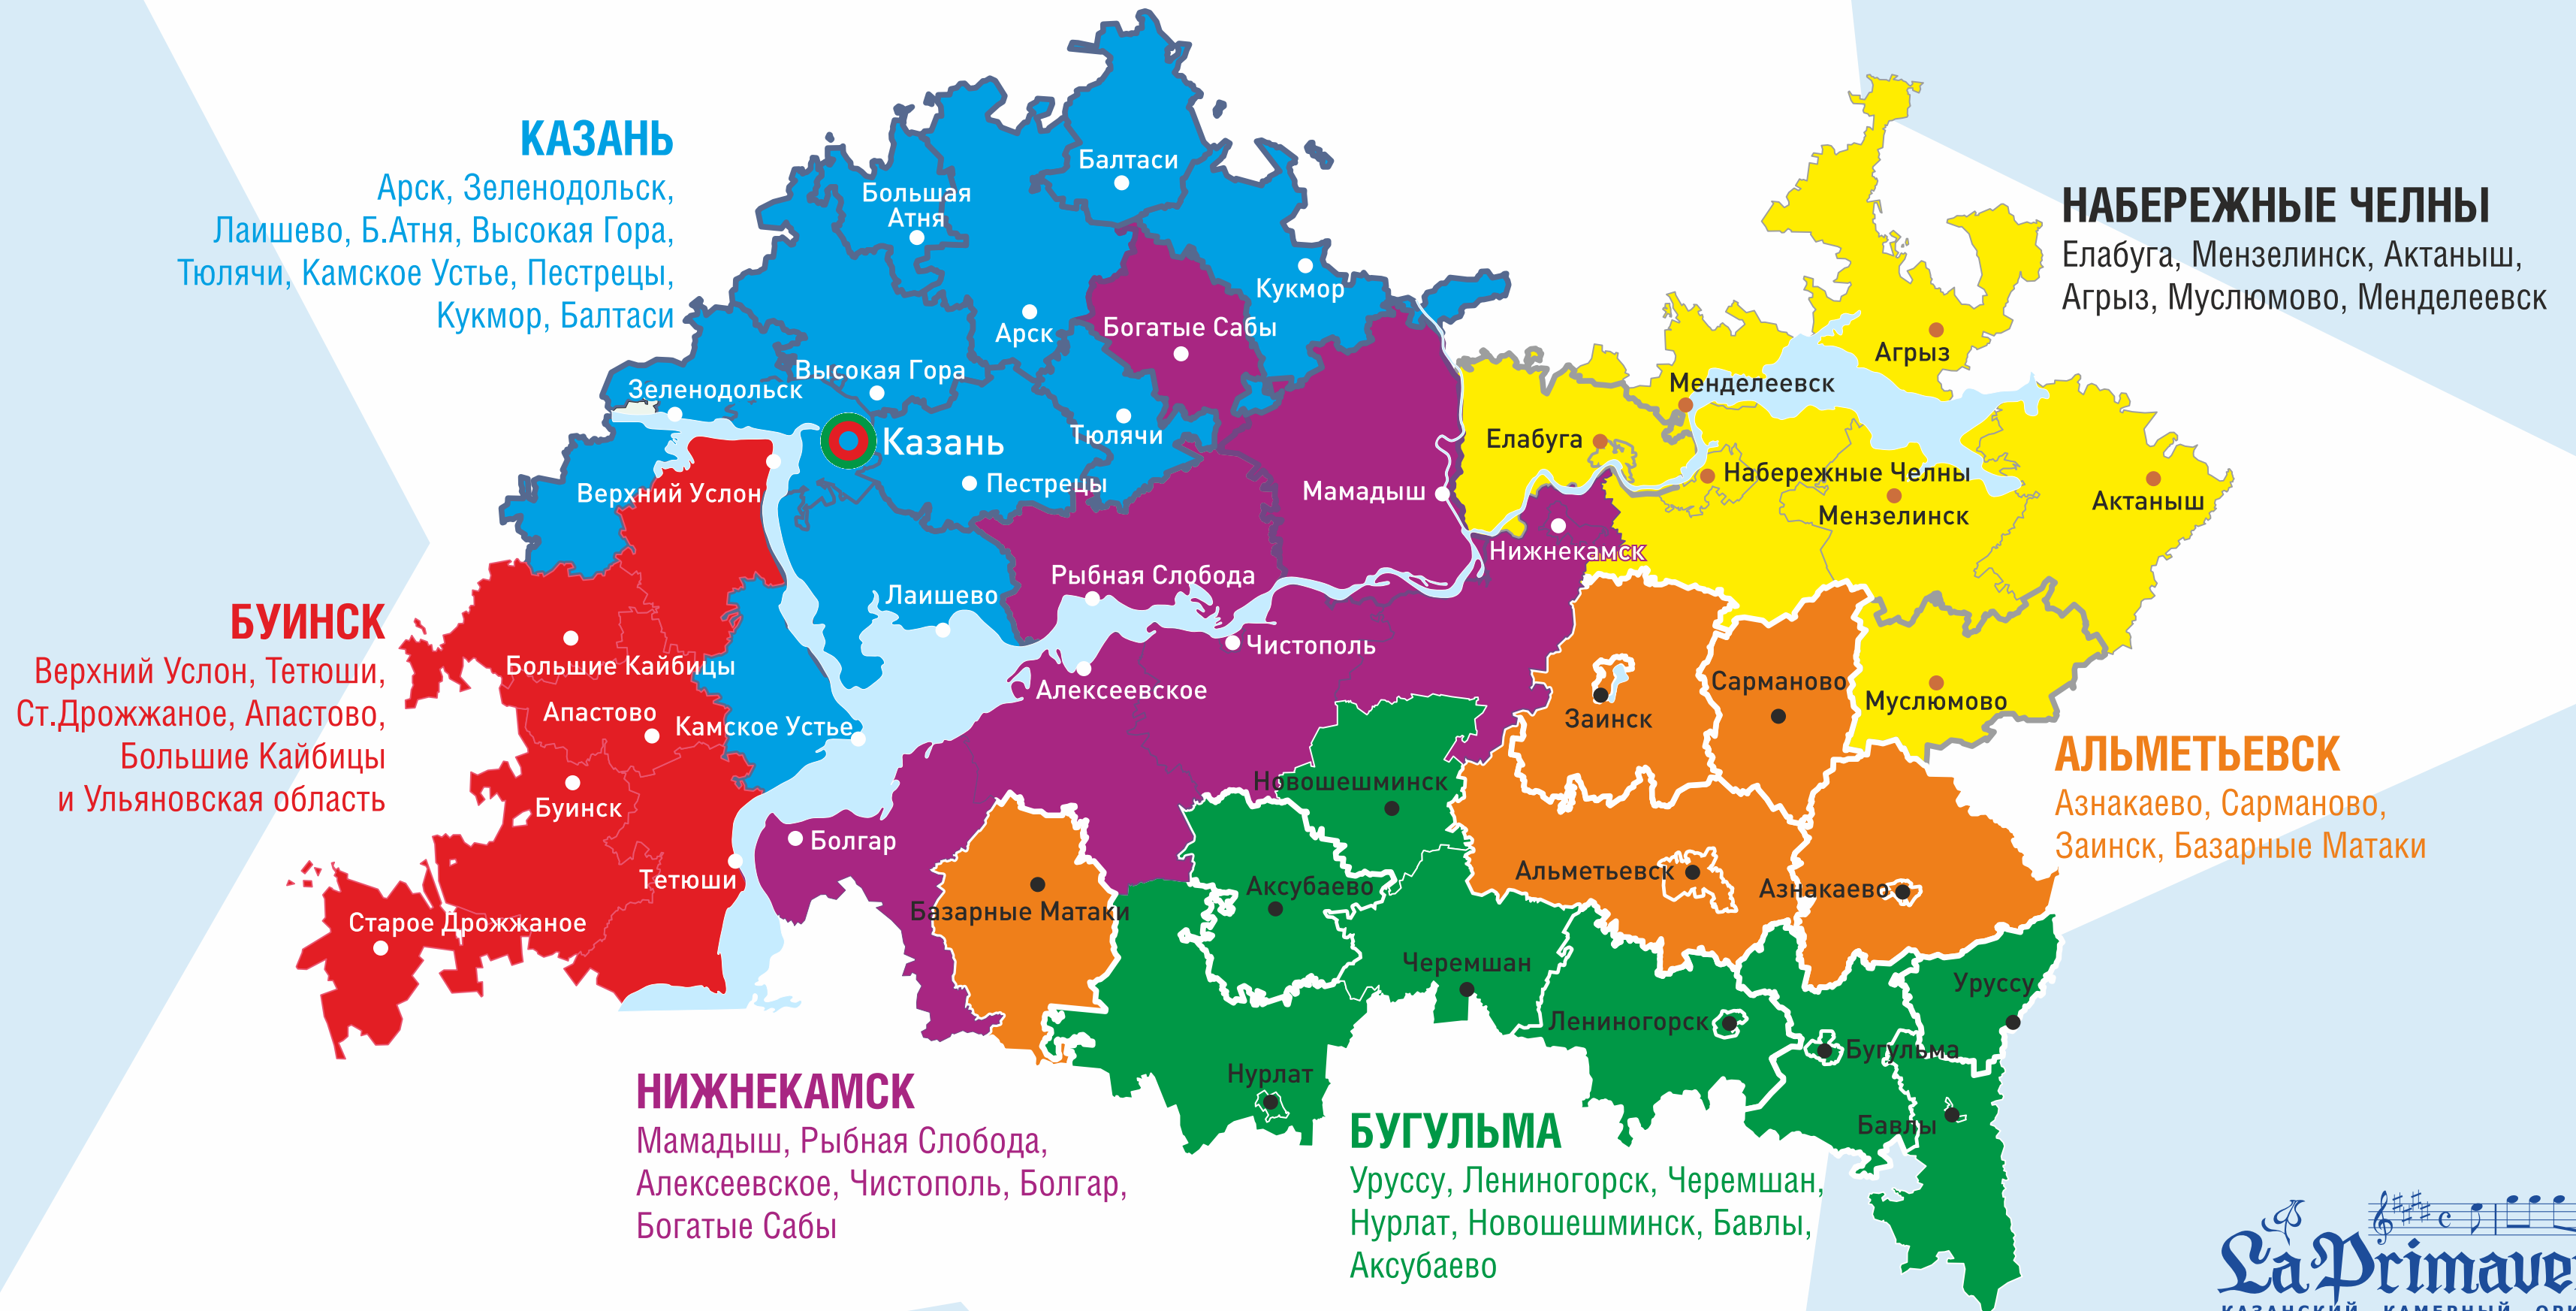 КАЗАНЬ
Арск, Зеленодольск,
Лаишево, Б.Атня, Высокая Гора,
Тюлячи, Камское Устье, Пестрецы,
Кукмор, Балтаси
НАБЕРЕЖНЫЕ ЧЕЛНЫ
Елабуга, Мензелинск, Актаныш,
Агрыз, Муслюмово, Менделеевск
БУИНСК
Верхний Услон, Тетюши,
Ст.Дрожжаное, Апастово,
Большие Кайбицы
и Ульяновская область
АЛЬМЕТЬЕВСК
Азнакаево, Сарманово,
Заинск, Базарные Матаки
НИЖНЕКАМСК
Мамадыш, Рыбная Слобода,
Алексеевское, Чистополь, Болгар,
Богатые Сабы
БУГУЛЬМА
Уруссу, Лениногорск, Черемшан,
Нурлат, Новошешминск, Бавлы,
Аксубаево
Балтаси
Большая
Атня
Кукмор
Богатые Сабы
Арск
Высокая Гора
Зеленодольск
Казань
Тюлячи
Пестрецы
Верхний Услон
Мамадыш
Агрыз
Менделеевск
Елабуга
Набережные Челны
Мензелинск
Актаныш
Нижнекамск
Рыбная Слобода
Лаишево
Чистополь
Алексеевское
Большие Кайбицы
Апастово
Камское Устье
Буинск
Тетюши
Старое Дрожжаное
Болгар
Сарманово
Заинск
Муслюмово
Новошешминск
Альметьевск
Азнакаево
Аксубаево
Базарные Матаки
Черемшан
Уруссу
Лениногорск
Бугульма
Нурлат
Бавлы
La Primave
КАЗАНСКИЙ КАМЕРНЫЙ